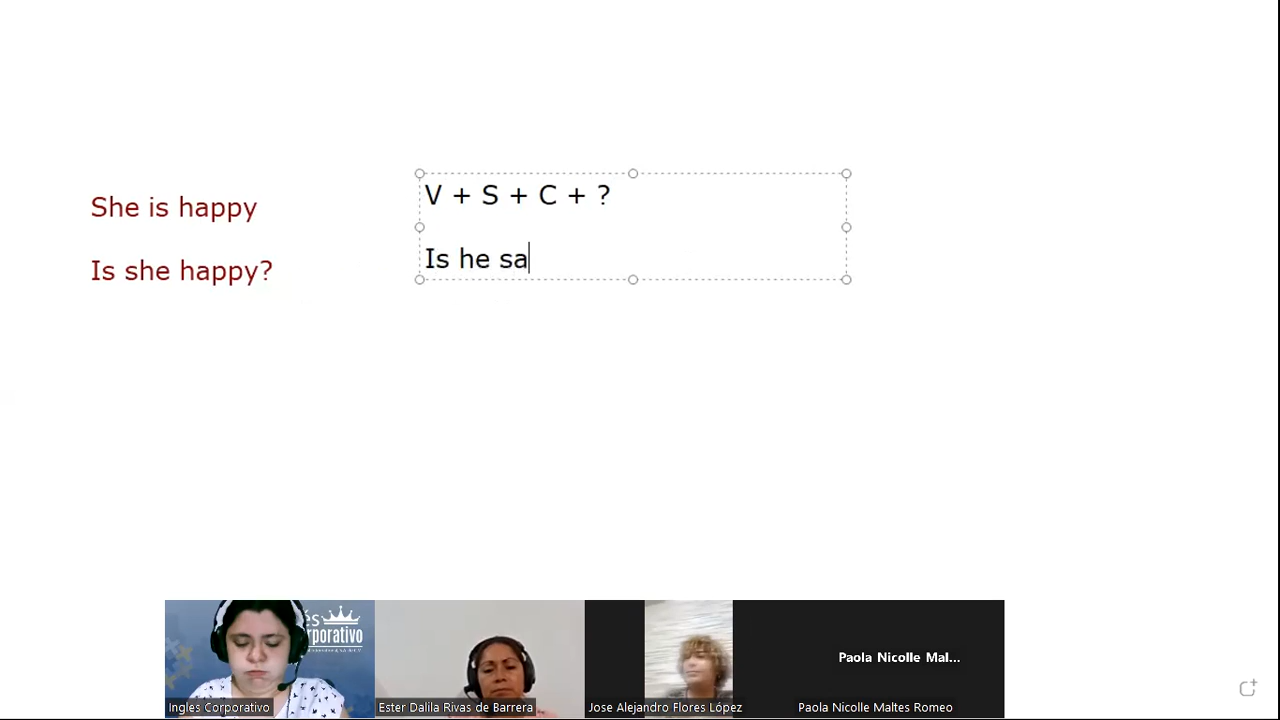 She is happy
Is she happy?
V + S + C + ?
Is he sa
Ingles Corporativo
Ester Dalila Rivas de Barrera
Jose Alejandro Flores López
Paola Nicolle Mal...
Paola Nicolle Maltes Romeo